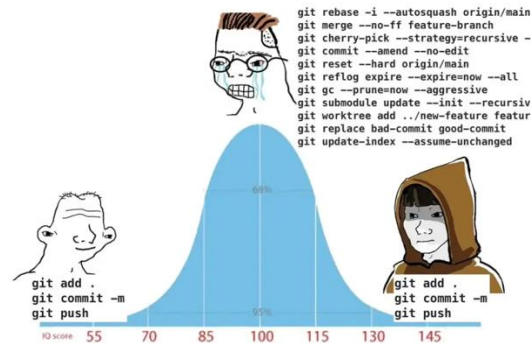 git rebase -i --autosquash origin/main
git merge --no-ff feature-branch
git cherry-pick --strategy=recursive -
git commit --amend --no-edit
git reset --hard origin/main
git reflog expire --expire=now --all
git gc --prune=now --aggressive
git submodule update --init --recursiv
git worktree add ../new-feature featur
git replace bad-commit good-commit
git update-index --assume-unchanged
68%
git add .
git commit -m
git push
95%
git add .
git commit -m
git push
IQ score 55 70 85 100 115 130 145